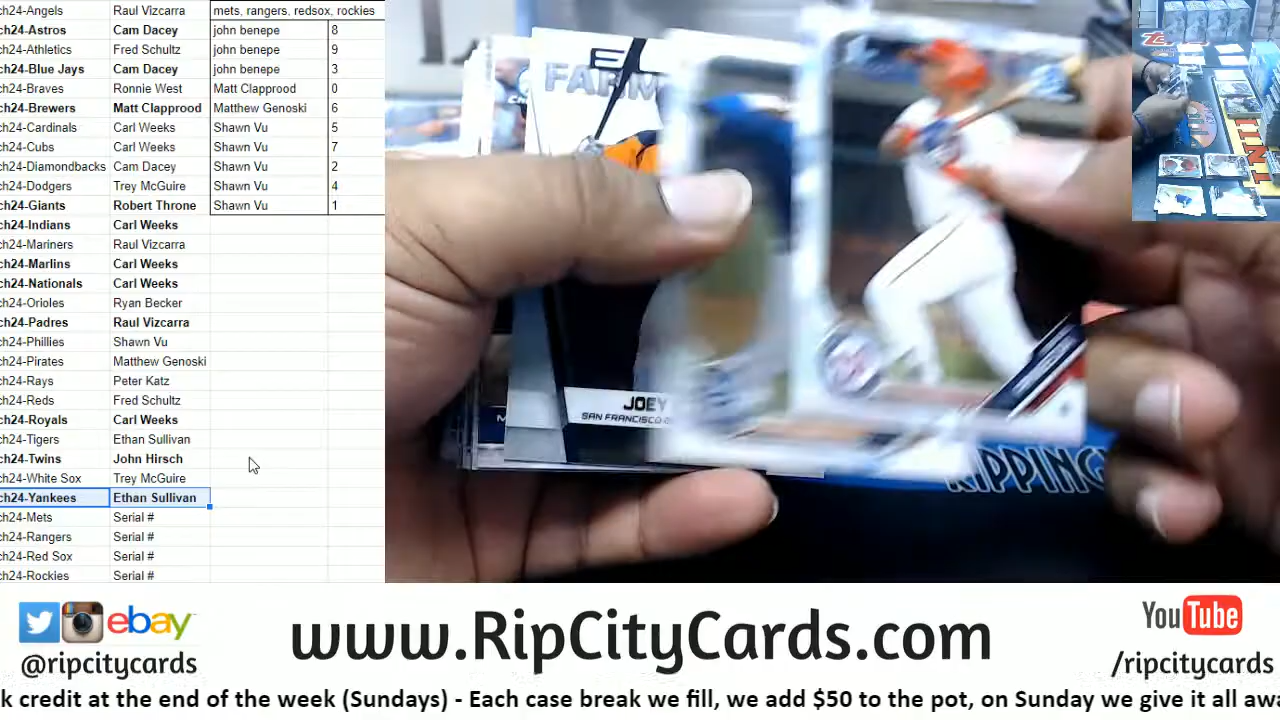 ch24-Angels Raul Vizcarra mets, rangers, redsox, rockies
ch24-Astros Cam Dacey john benepe 8
ch24-Athletics Fred Schultz john benepe 9
ch24-Blue Jays Cam Dacey john benepe 3
ch24-Braves Ronnie West Matt Clapprood 0
ch24-Brewers Matt Clapprood Matthew Genoski 6
ch24-Cardinals Carl Weeks Shawn Vu 5
ch24-Cubs Carl Weeks Shawn Vu 7
ch24-Diamondbacks Cam Dacey Shawn Vu 2
ch24-Dodgers Trey McGuire Shawn Vu 4
ch24-Giants Robert Throne Shawn Vu 1
ch24-Indians Carl Weeks
ch24-Mariners Raul Vizcarra
ch24-Marlins Carl Weeks
ch24-Nationals Carl Weeks
ch24-Orioles Ryan Becker
ch24-Padres Raul Vizcarra
ch24-Phillies Shawn Vu
ch24-Pirates Matthew Genoski
ch24-Rays Peter Katz
ch24-Reds Fred Schultz
ch24-Royals Carl Weeks
ch24-Tigers Ethan Sullivan
ch24-Twins John Hirsch
ch24-White Sox Trey McGuire
ch24-Yankees Ethan Sullivan
ch24-Mets Serial #
ch24-Rangers Serial #
ch24-Red Sox Serial #
ch24-Rockies Serial #
FARM
JOEY
SAN FRANCISCO
RIPPING
ebay
@ripcitycards
www.RipCityCards.com
YouTube
/ripcitycards
k credit at the end of the week (Sundays) - Each case break we fill, we add $50 to the pot, on Sunday we give it all awa